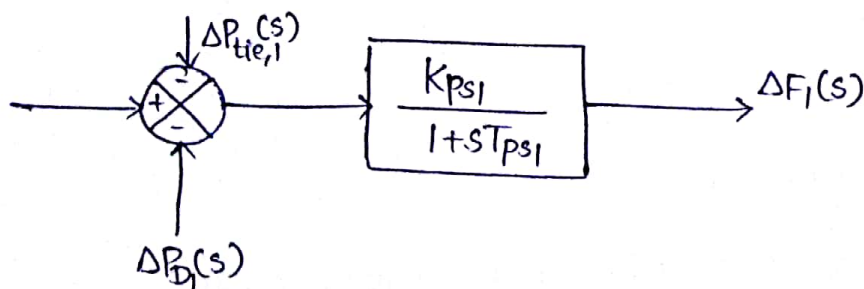 ΔPtie,1(s)
-
+
-
Kps1
1+sTps1
ΔF1(s)
ΔPD1(s)